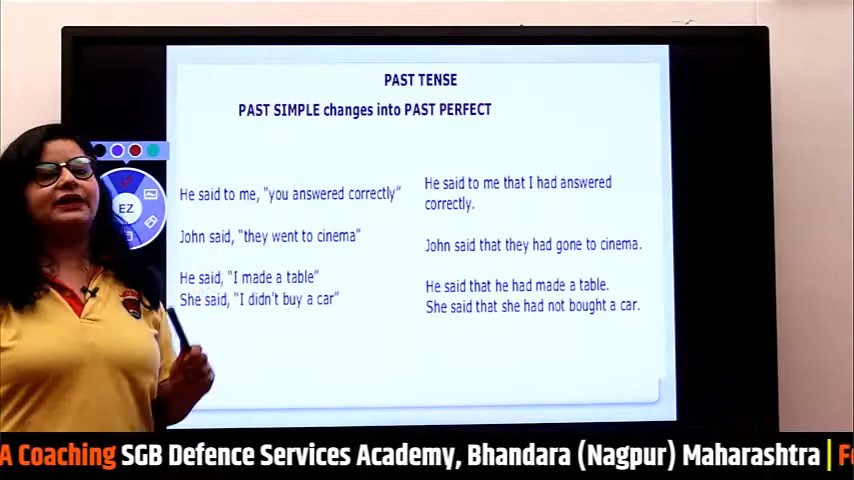 PAST TENSE
PAST SIMPLE changes into PAST PERFECT
He said to me, “you answered correctly”
He said to me that I had answered
correctly.
John said, “they went to cinema”
John said that they had gone to cinema.
He said, “I made a table”
He said that he had made a table.
She said, “I didn’t buy a car”
She said that she had not bought a car.
EZ
A Coaching SGB Defence Services Academy, Bhandara (Nagpur) Maharashtra | Fo